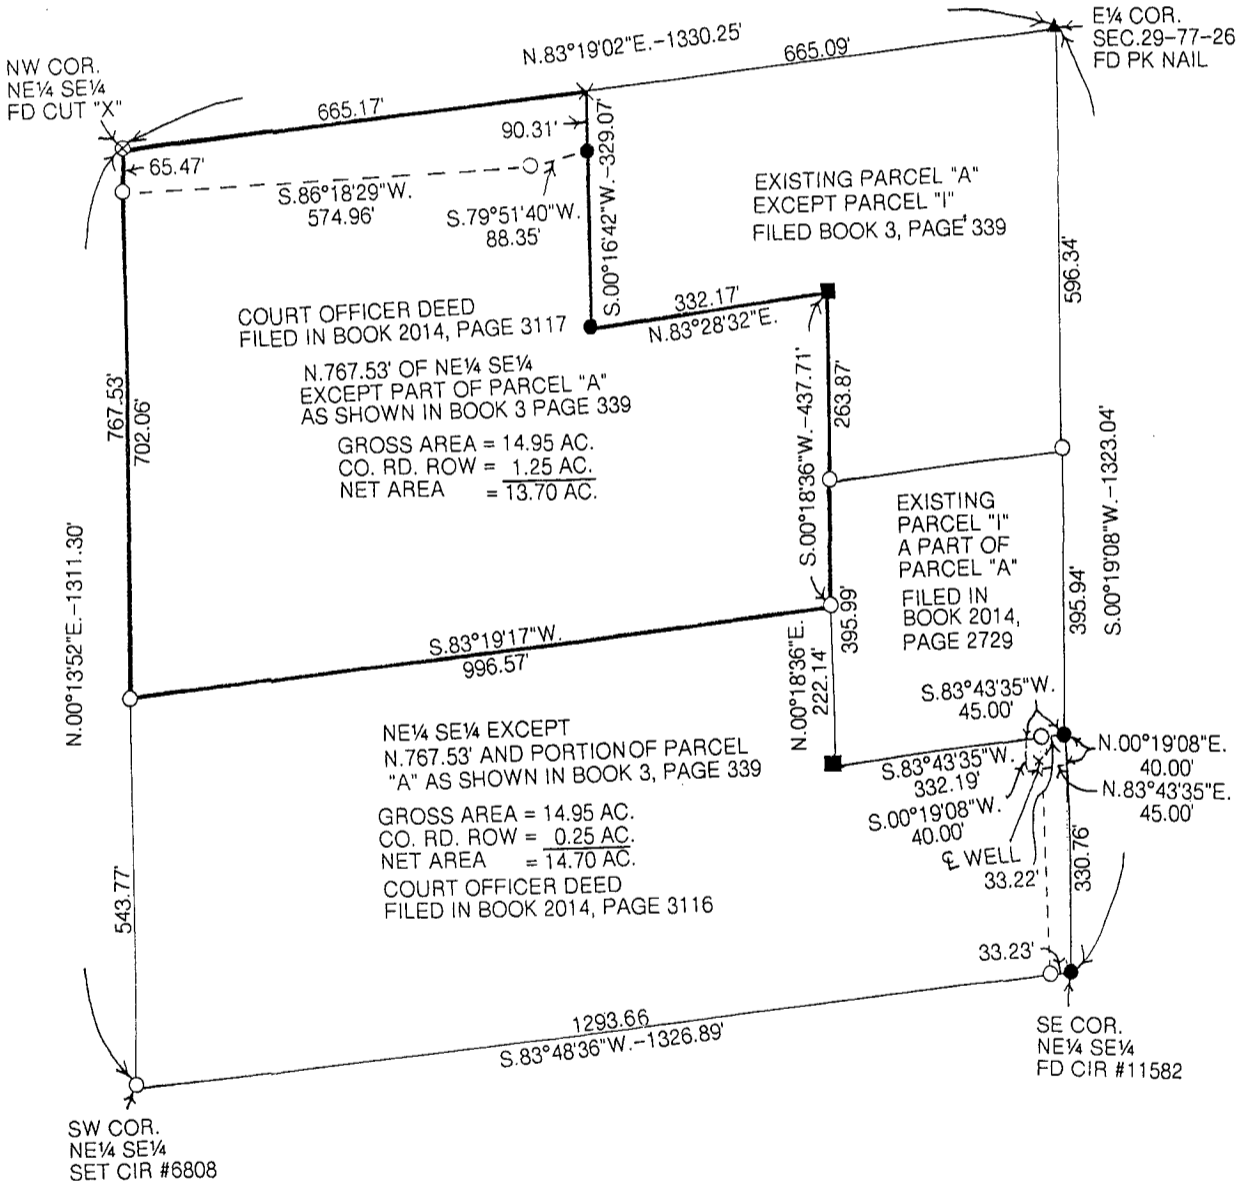 N.83°19'02"E.-1330.25'
E¼ COR.
SEC.29-77-26
FD PK NAIL
NW COR.
NE¼ SE¼
FD CUT "X"
665.17'
665.09'
90.31'
65.47'
S.86°18'29"W.
574.96'
S.79°51'40"W.
88.35'
S.00°16'42"W.-329.07'
EXISTING PARCEL "A"
EXCEPT PARCEL "I"
FILED BOOK 3, PAGE 339
596.34'
COURT OFFICER DEED
FILED IN BOOK 2014, PAGE 3117
332.17'
N.83°28'32"E.
N.767.53' OF NE¼ SE¼
EXCEPT PART OF PARCEL "A"
AS SHOWN IN BOOK 3 PAGE 339
GROSS AREA = 14.95 AC.
CO. RD. ROW = 1.25 AC.
NET AREA = 13.70 AC.
767.53'
702.06'
S.00°18'36"W.-437.71'
263.87'
S.00°19'08"W.-1323.04'
EXISTING
PARCEL "I"
A PART OF
PARCEL "A"
FILED IN
BOOK 2014,
PAGE 2729
395.94'
N.00°13'52"E.-1311.30'
S.83°19'17"W.
996.57'
N.00°18'36"E.
222.14'
395.99'
S.83°43'35"W.
45.00'
NE¼ SE¼ EXCEPT
N.767.53' AND PORTION OF PARCEL
"A" AS SHOWN IN BOOK 3, PAGE 339
S.83°43'35"W.
332.19'
N.00°19'08"E.
40.00'
N.83°43'35"E.
45.00'
S.00°19'08"W.
40.00'
℄ WELL
33.22'
330.76'
GROSS AREA = 14.95 AC.
CO. RD. ROW = 0.25 AC.
NET AREA = 14.70 AC.
COURT OFFICER DEED
FILED IN BOOK 2014, PAGE 3116
543.77'
33.23'
1293.66
S.83°48'36"W.-1326.89'
SE COR.
NE¼ SE¼
FD CIR #11582
SW COR.
NE¼ SE¼
SET CIR #6808